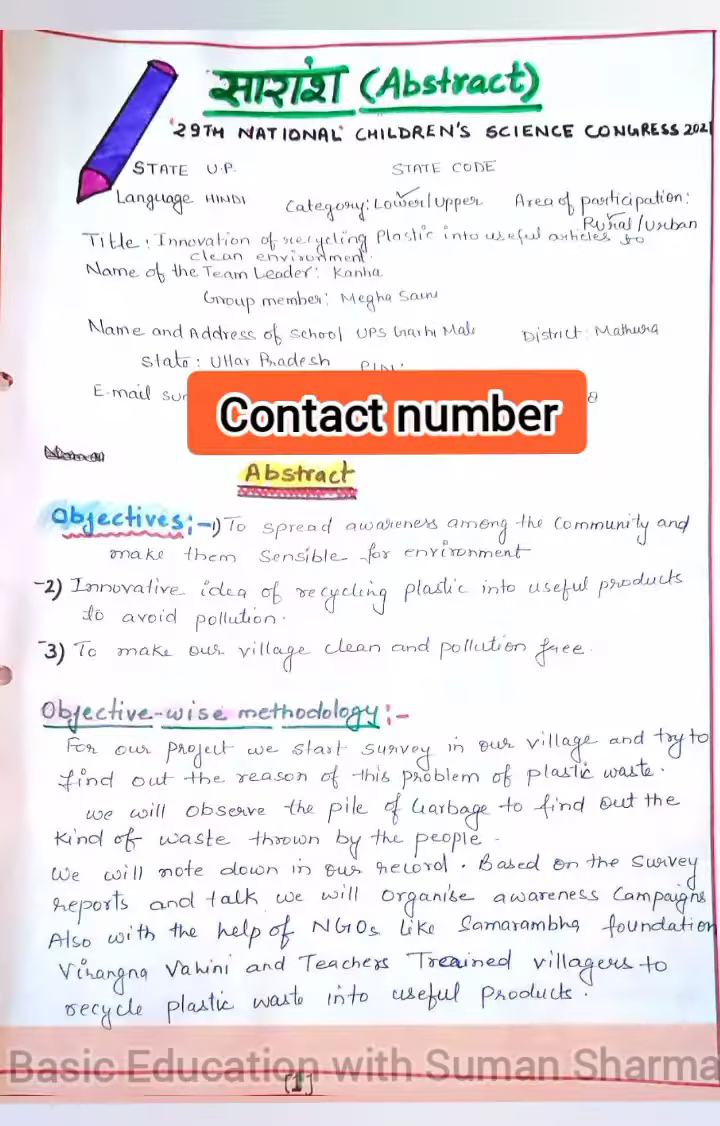 सारांश (Abstract)
29TH NATIONAL CHILDREN'S SCIENCE CONGRESS 2021
STATE U.P. STATE CODE
Language HINDI Category: Lower/Upper Area of participation:
Rural/Urban
Title: Innovation of recycling Plastic into useful articles to
clean environment.
Name of the Team Leader: Kanha
Group member: Megha
Name and Address of School UPS Garhi District: Mathura
State: Uttar Pradesh PIN:
E-mail 8
Contact number
Abstract
Objectives:- 1) To spread awareness among the community and
make them sensible for environment
-2) Innovative idea of recycling plastic into useful products
to avoid pollution.
-3) To make our village clean and pollution free.
Objective-wise methodology:-
For our project we start survey in our village and try to
find out the reason of this problem of plastic waste.
we will observe the pile of Garbage to find out the
kind of waste thrown by the people.
We will note down in our record. Based on the survey
reports and talk we will organise awareness campaigns
Also with the help of NGOs like Samarambha foundation
Virangna Vahini and Teachers Treained villagers to
recycle plastic waste into useful products.
Basic Education with Suman Sharma
[1]